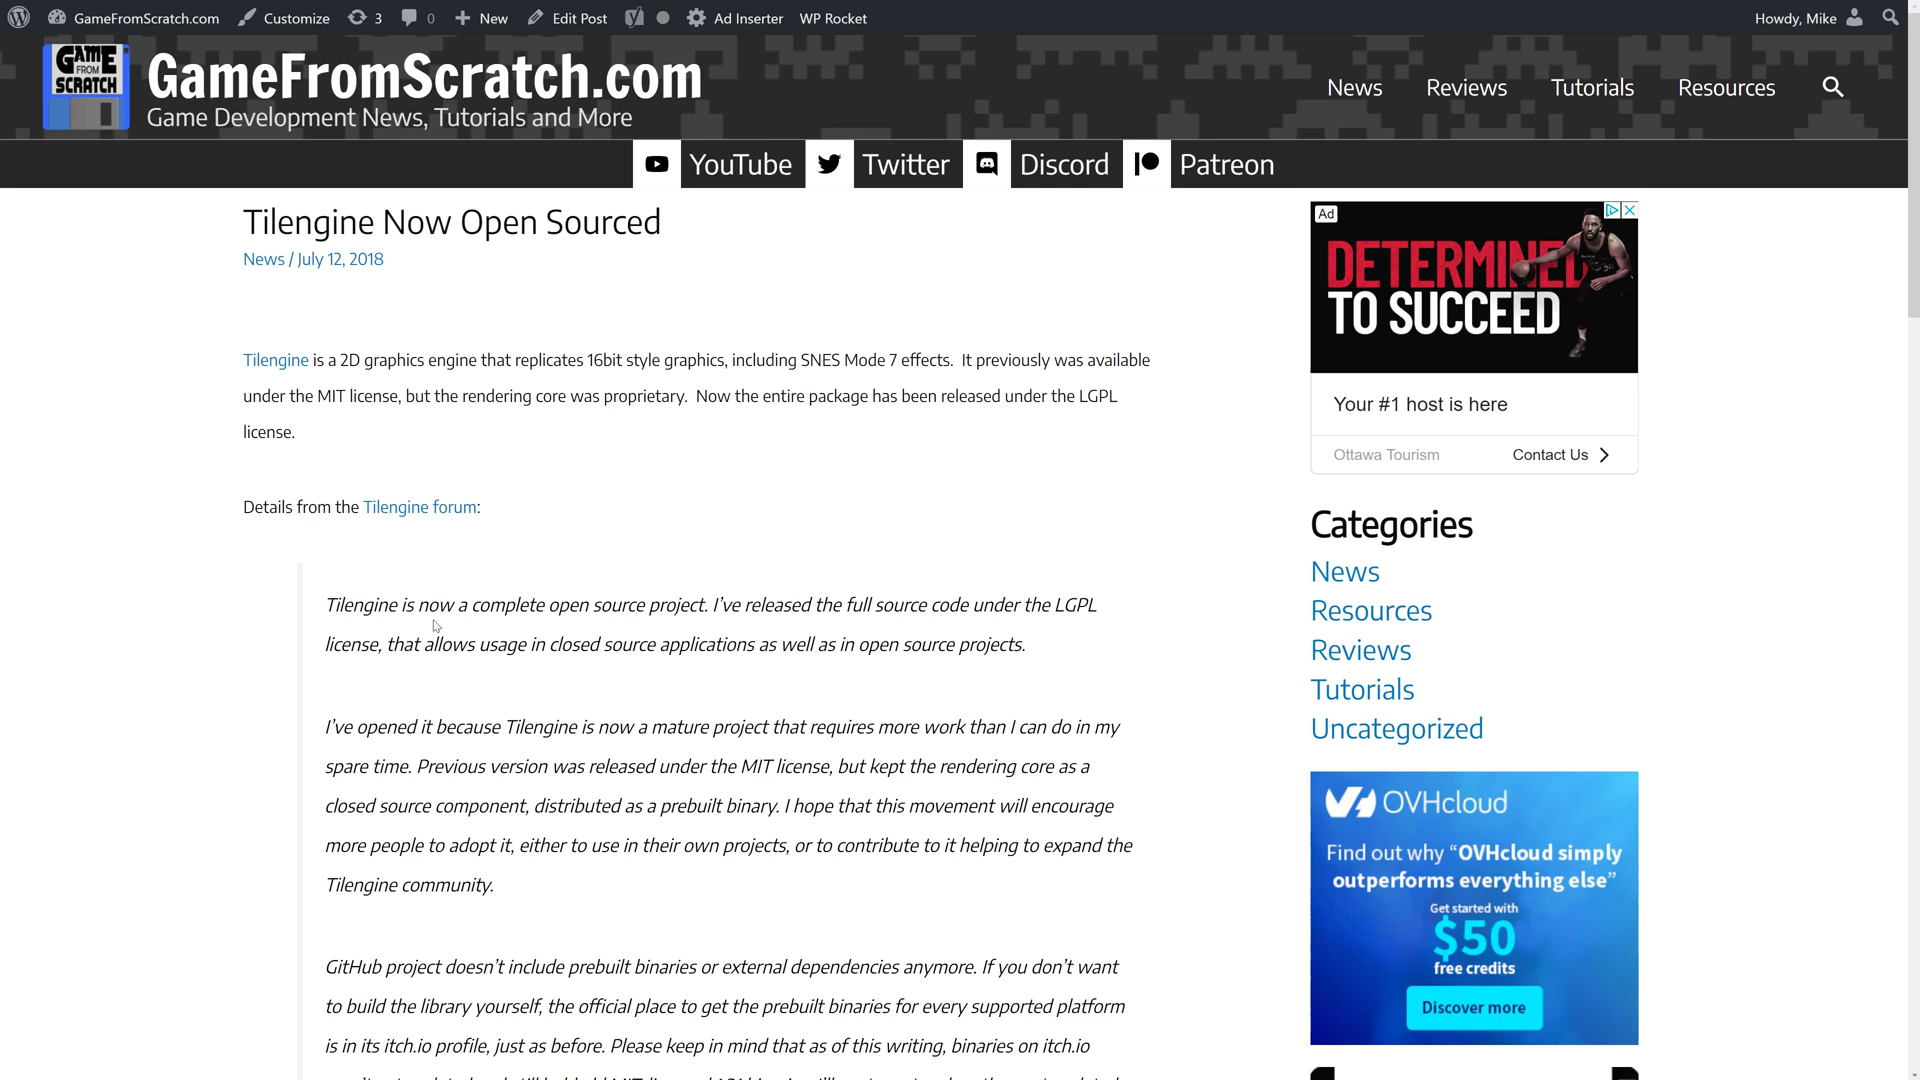 GameFromScratch.com Customize 3 0 New Edit Post Ad Inserter WP Rocket Howdy, Mike
GAME FROM SCRATCH
GameFromScratch.com
Game Development News, Tutorials and More
News Reviews Tutorials Resources
YouTube Twitter Discord Patreon
Tilengine Now Open Sourced
News / July 12, 2018
Tilengine is a 2D graphics engine that replicates 16bit style graphics, including SNES Mode 7 effects.  It previously was available
under the MIT license, but the rendering core was proprietary.  Now the entire package has been released under the LGPL
license.
Details from the Tilengine forum:
Tilengine is now a complete open source project. I’ve released the full source code under the LGPL
license, that allows usage in closed source applications as well as in open source projects.
I’ve opened it because Tilengine is now a mature project that requires more work than I can do in my
spare time. Previous version was released under the MIT license, but kept the rendering core as a
closed source component, distributed as a prebuilt binary. I hope that this movement will encourage
more people to adopt it, either to use in their own projects, or to contribute to it helping to expand the
Tilengine community.
GitHub project doesn’t include prebuilt binaries or external dependencies anymore. If you don’t want
to build the library yourself, the official place to get the prebuilt binaries for every supported platform
is in its itch.io profile, just as before. Please keep in mind that as of this writing, binaries on itch.io
Ad
DETERMINED
TO SUCCEED
Your #1 host is here
Ottawa Tourism Contact Us
Categories
News
Resources
Reviews
Tutorials
Uncategorized
OVHcloud
Find out why “OVHcloud simply
outperforms everything else”
Get started with
$50
free credits
Discover more